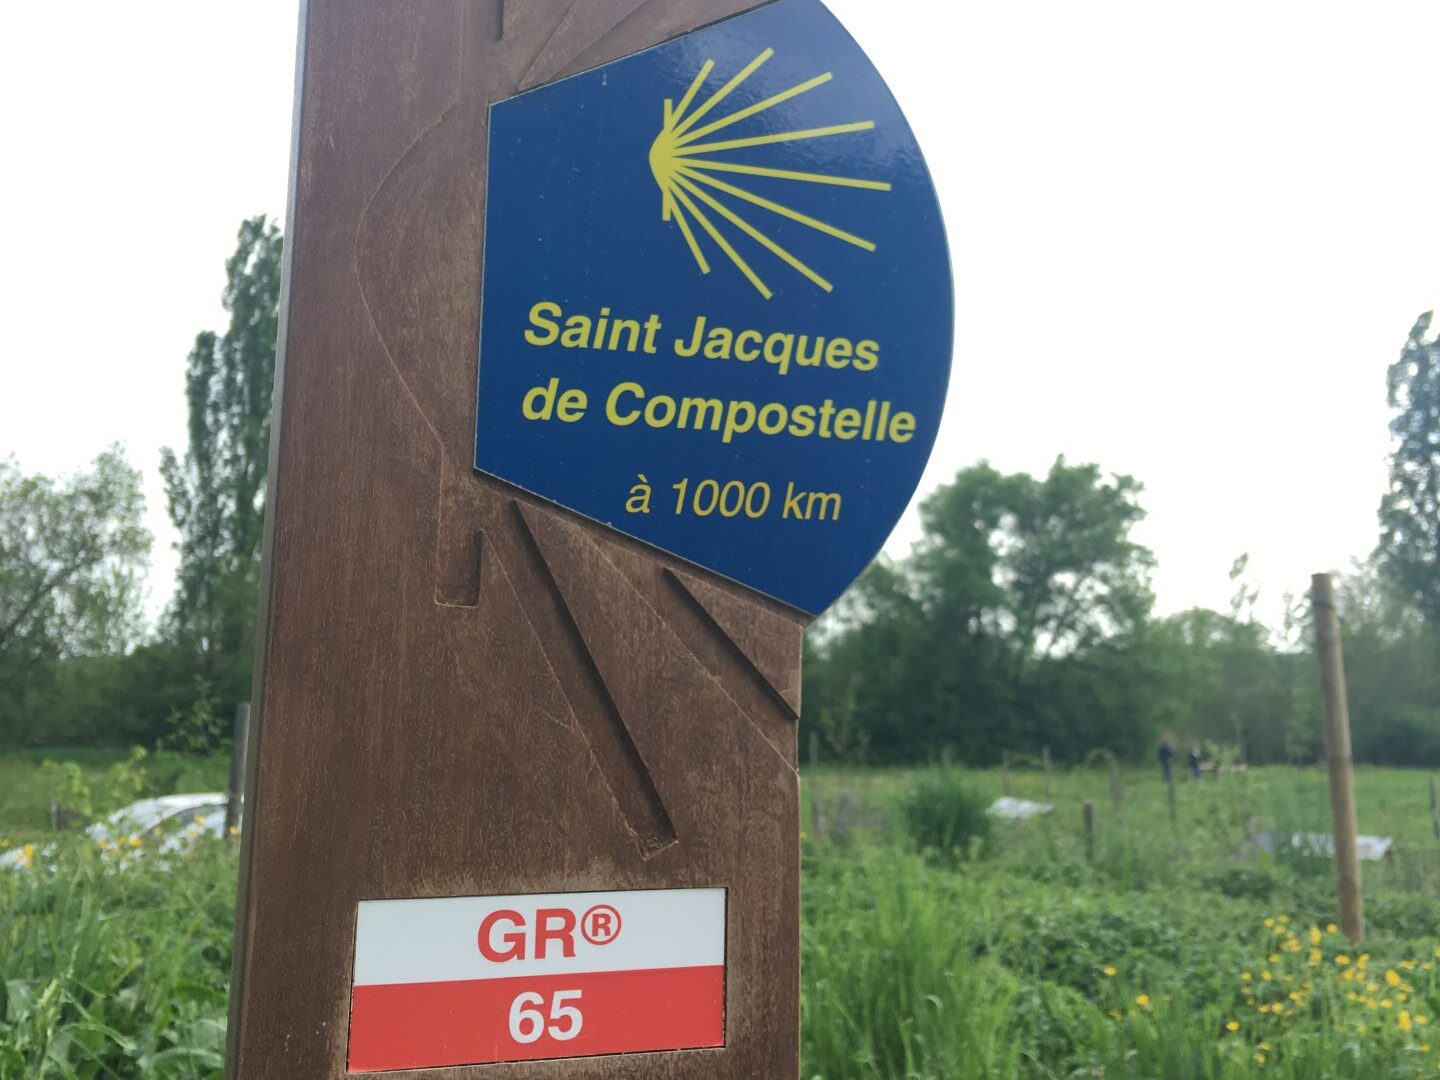 Saint Jacques
de Compostelle
à 1000 km
GR®
65